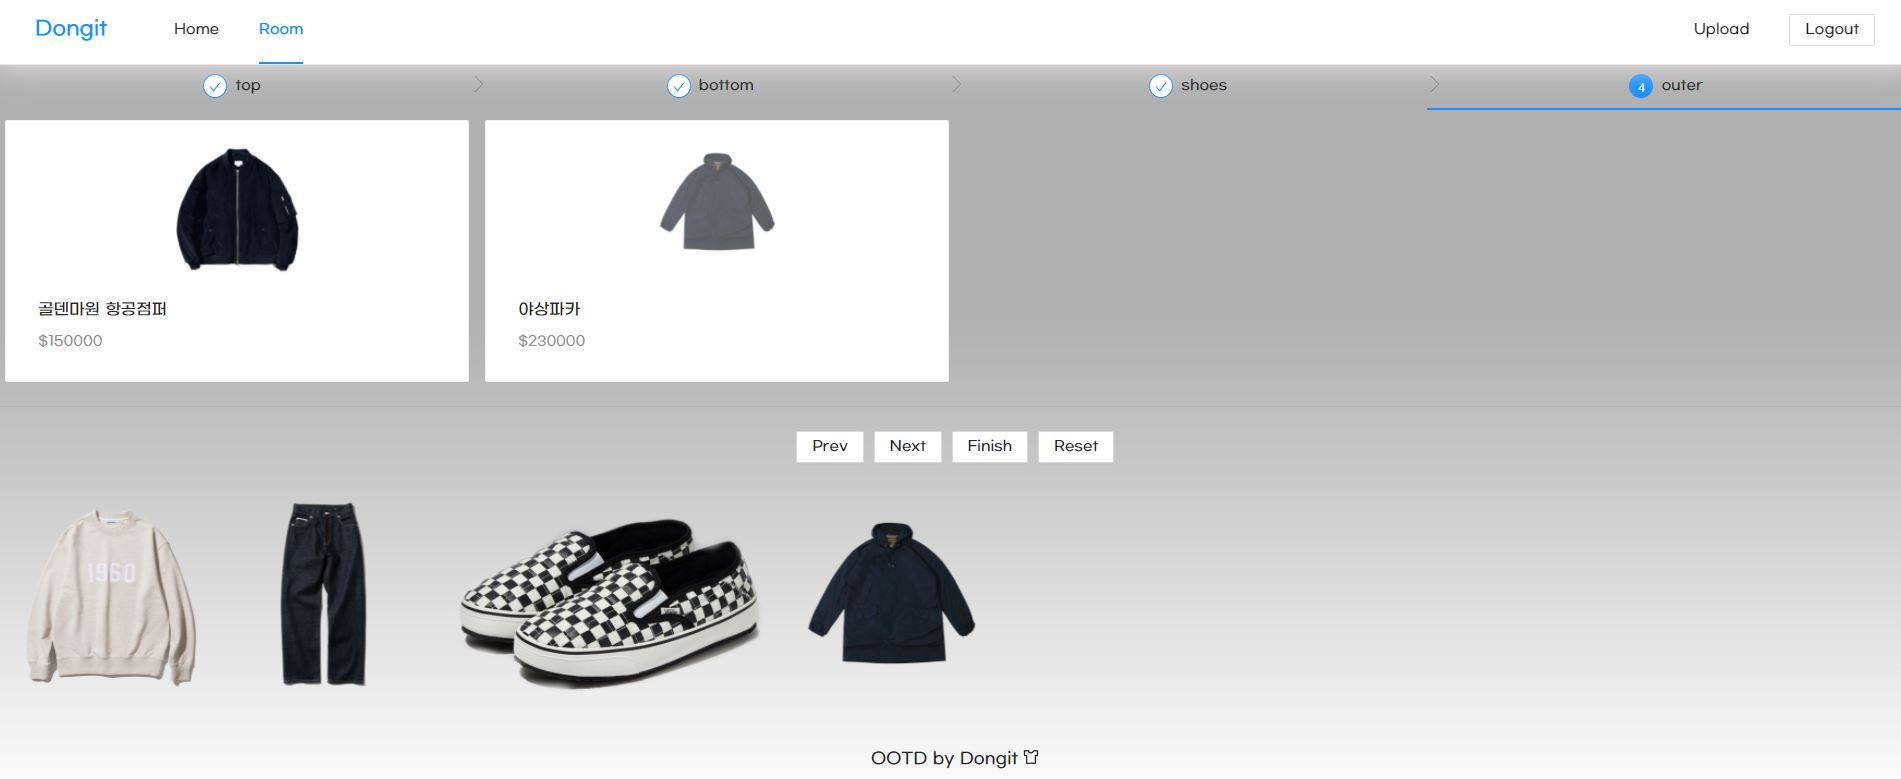 Dongit Home Room Upload Logout
top bottom shoes 4 outer
골덴마원 항공점퍼
$150000
야상파카
$230000
Prev Next Finish Reset
1960
OOTD by Dongit